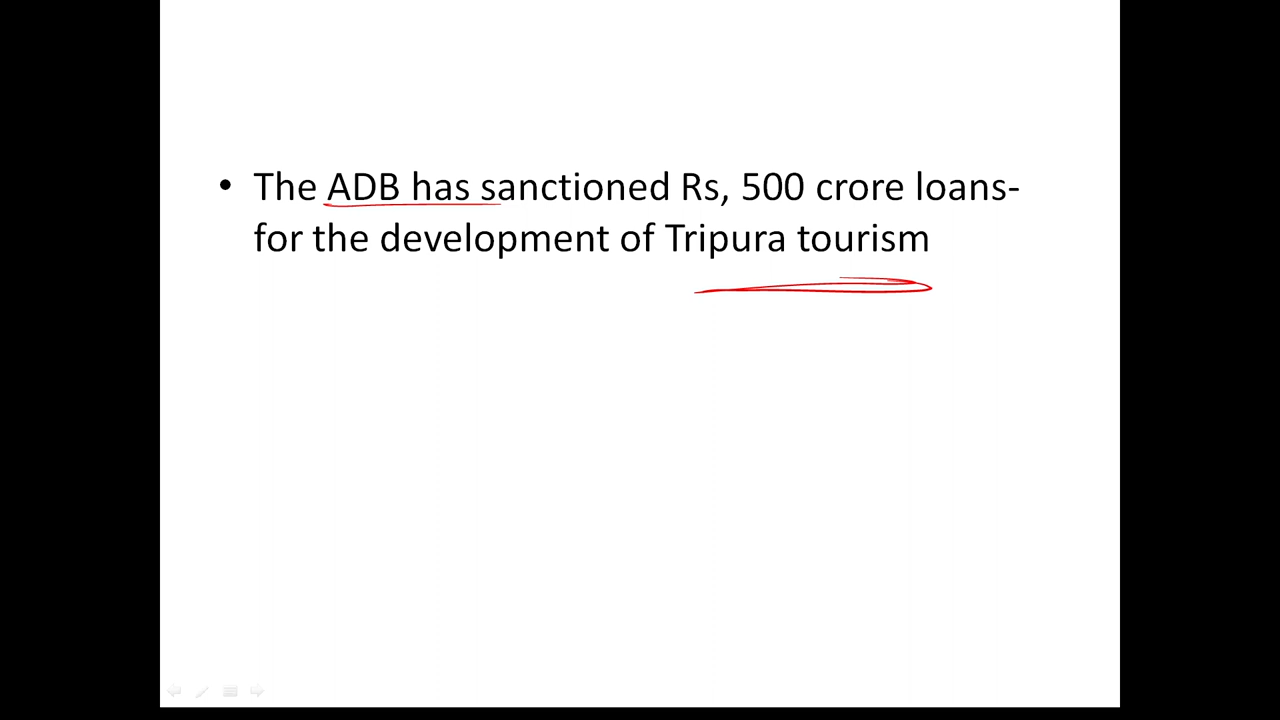 • The ADB has sanctioned Rs, 500 crore loans-
for the development of Tripura tourism